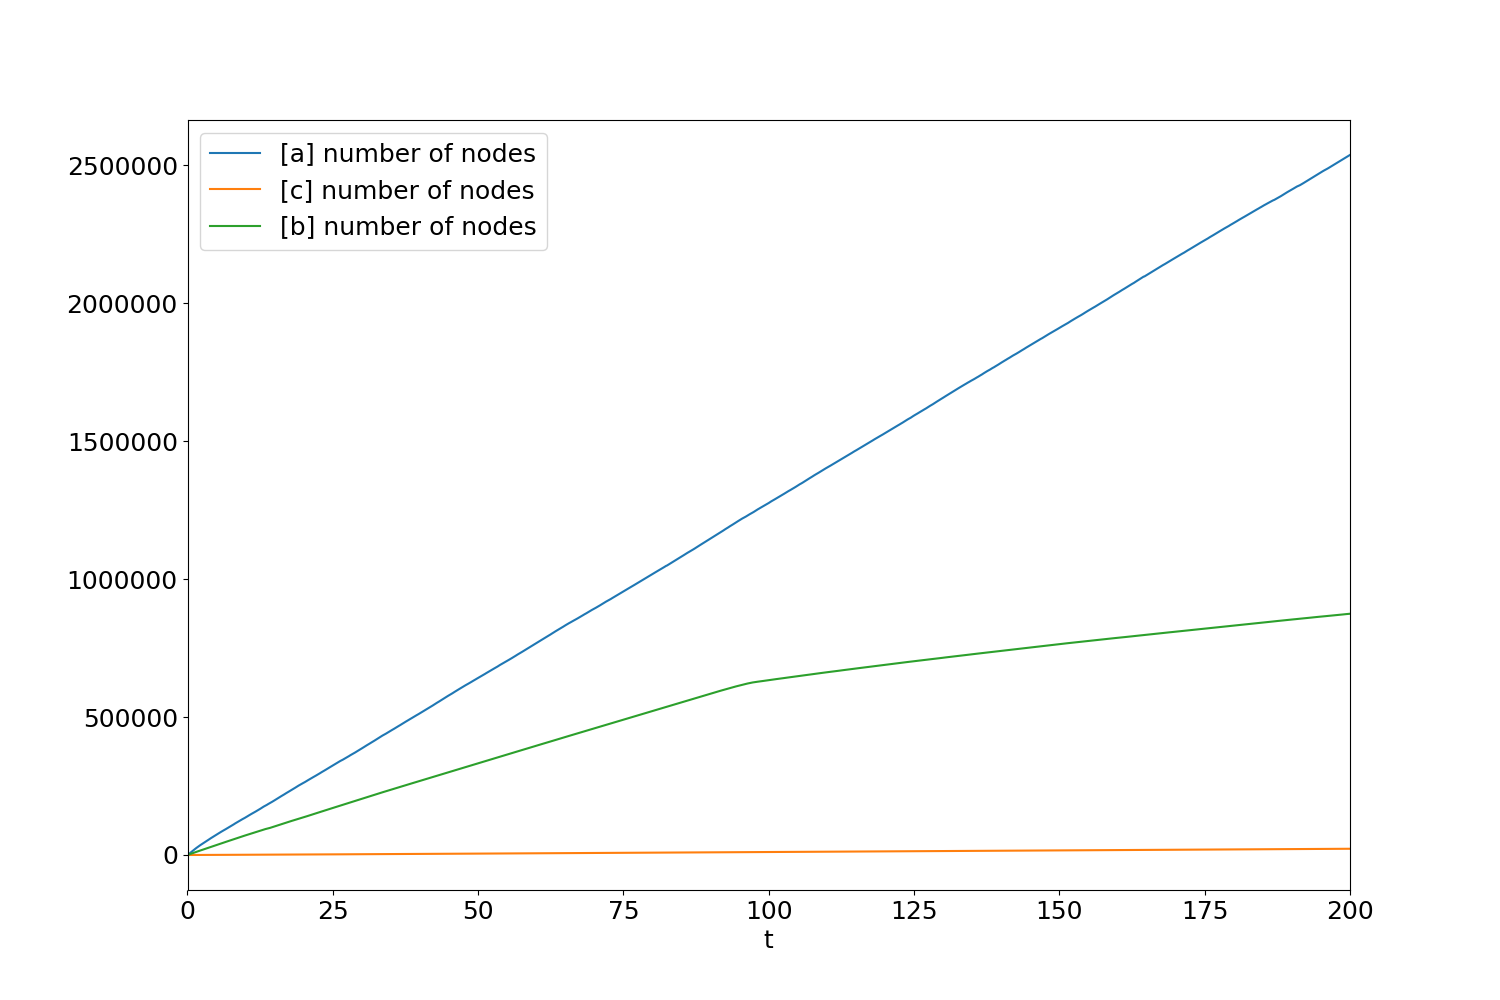 [a] number of nodes
[c] number of nodes
[b] number of nodes
2500000
2000000
1500000
1000000
500000
0
0 25 50 75 100 125 150 175 200
t